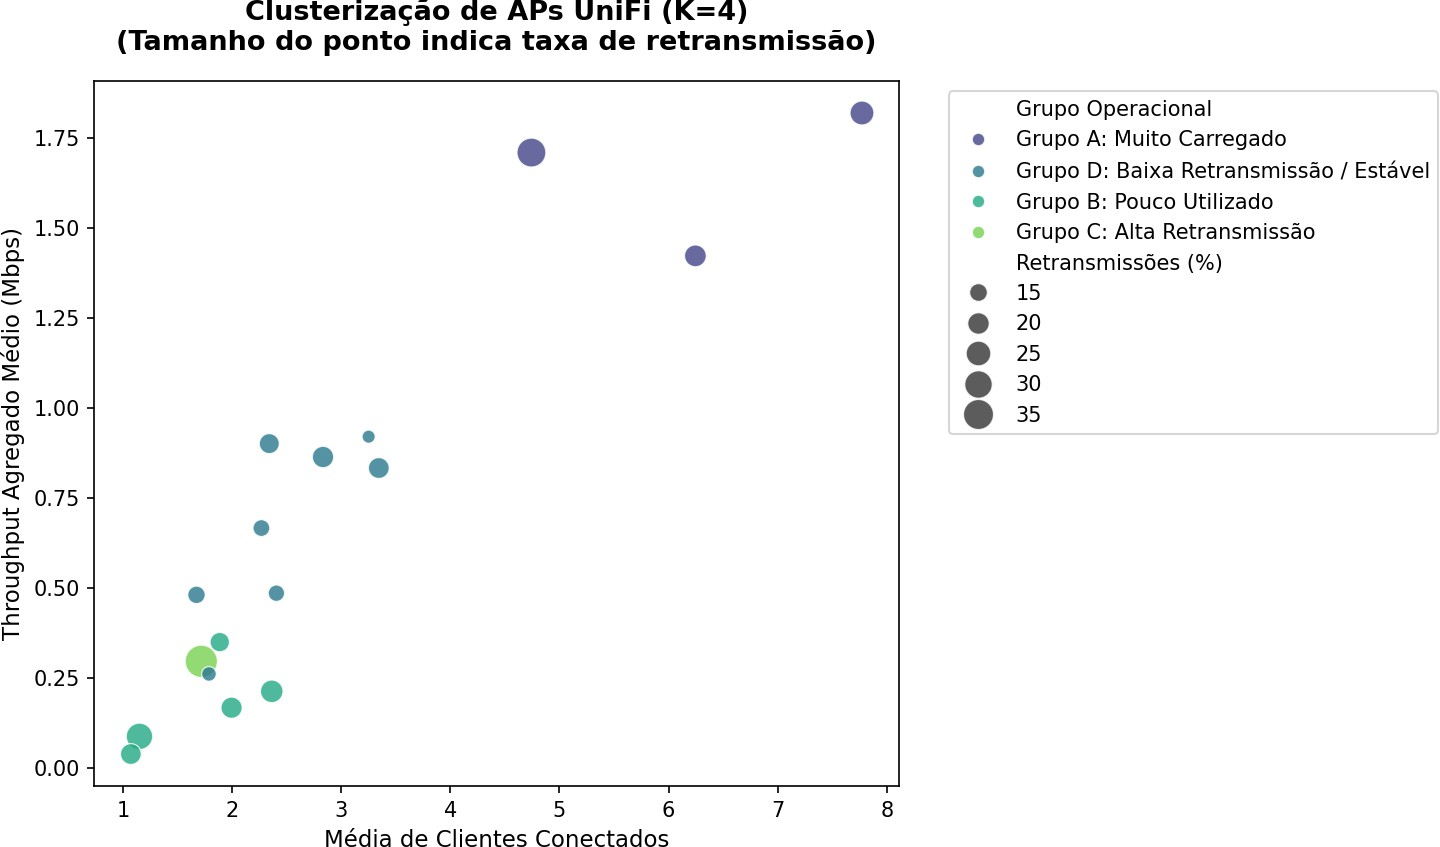 Clusterização de APs UniFi (K=4)
(Tamanho do ponto indica taxa de retransmissão)
Throughput Agregado Médio (Mbps)
1.75
1.50
1.25
1.00
0.75
0.50
0.25
0.00
1 2 3 4 5 6 7 8
Média de Clientes Conectados
Grupo Operacional
Grupo A: Muito Carregado
Grupo D: Baixa Retransmissão / Estável
Grupo B: Pouco Utilizado
Grupo C: Alta Retransmissão
Retransmissões (%)
15
20
25
30
35